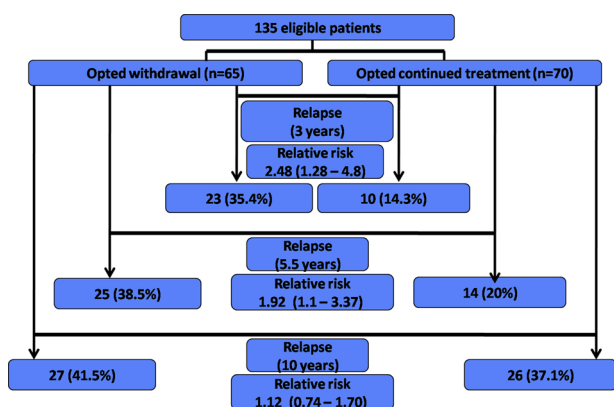 135 eligible patients
Opted withdrawal (n=65)
Opted continued treatment (n=70)
Relapse
(3 years)
Relative risk
2.48 (1.28 – 4.8)
23 (35.4%)
10 (14.3%)
Relapse
(5.5 years)
Relative risk
1.92 (1.1 – 3.37)
25 (38.5%)
14 (20%)
Relapse
(10 years)
Relative risk
1.12 (0.74 – 1.70)
27 (41.5%)
26 (37.1%)